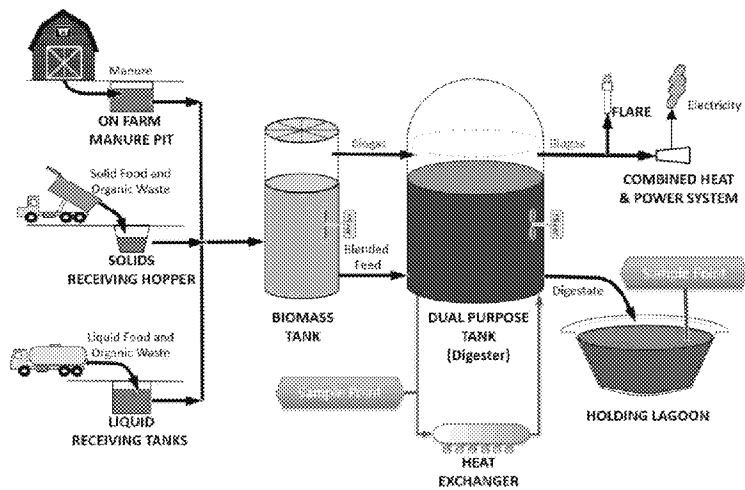 Manure
ON FARM
MANURE PIT
Solid Food and
Organic Waste
SOLIDS
RECEIVING HOPPER
Liquid Food and
Organic Waste
LIQUID
RECEIVING TANKS
Biogas
Blended
Feed
BIOMASS
TANK
DUAL PURPOSE
TANK
(Digester)
Biogas
FLARE
Electricity
COMBINED HEAT
& POWER SYSTEM
Digestate
Sample Point
HOLDING LAGOON
Sample Point
HEAT
EXCHANGER